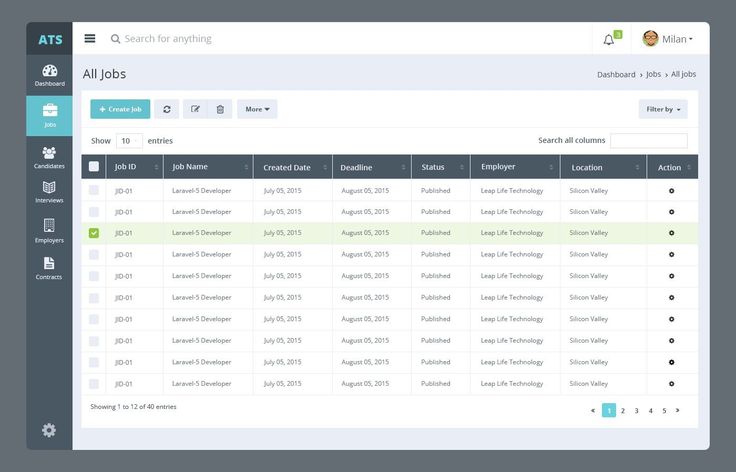 ATS
Search for anything
3
Milan
Dashboard
Jobs
Candidates
Interviews
Employers
Contracts
All Jobs
Dashboard › Jobs › All jobs
+ Create Job
More
Filter by
Show 10 entries
Search all columns
Job ID Job Name Created Date Deadline Status Employer Location Action
JID-01 Laravel-5 Developer July 05, 2015 August 05, 2015 Published Leap Life Technology Silicon Valley
JID-01 Laravel-5 Developer July 05, 2015 August 05, 2015 Published Leap Life Technology Silicon Valley
JID-01 Laravel-5 Developer July 05, 2015 August 05, 2015 Published Leap Life Technology Silicon Valley
JID-01 Laravel-5 Developer July 05, 2015 August 05, 2015 Published Leap Life Technology Silicon Valley
JID-01 Laravel-5 Developer July 05, 2015 August 05, 2015 Published Leap Life Technology Silicon Valley
JID-01 Laravel-5 Developer July 05, 2015 August 05, 2015 Published Leap Life Technology Silicon Valley
JID-01 Laravel-5 Developer July 05, 2015 August 05, 2015 Published Leap Life Technology Silicon Valley
JID-01 Laravel-5 Developer July 05, 2015 August 05, 2015 Published Leap Life Technology Silicon Valley
JID-01 Laravel-5 Developer July 05, 2015 August 05, 2015 Published Leap Life Technology Silicon Valley
JID-01 Laravel-5 Developer July 05, 2015 August 05, 2015 Published Leap Life Technology Silicon Valley
Showing 1 to 12 of 40 entries
« 1 2 3 4 5 »